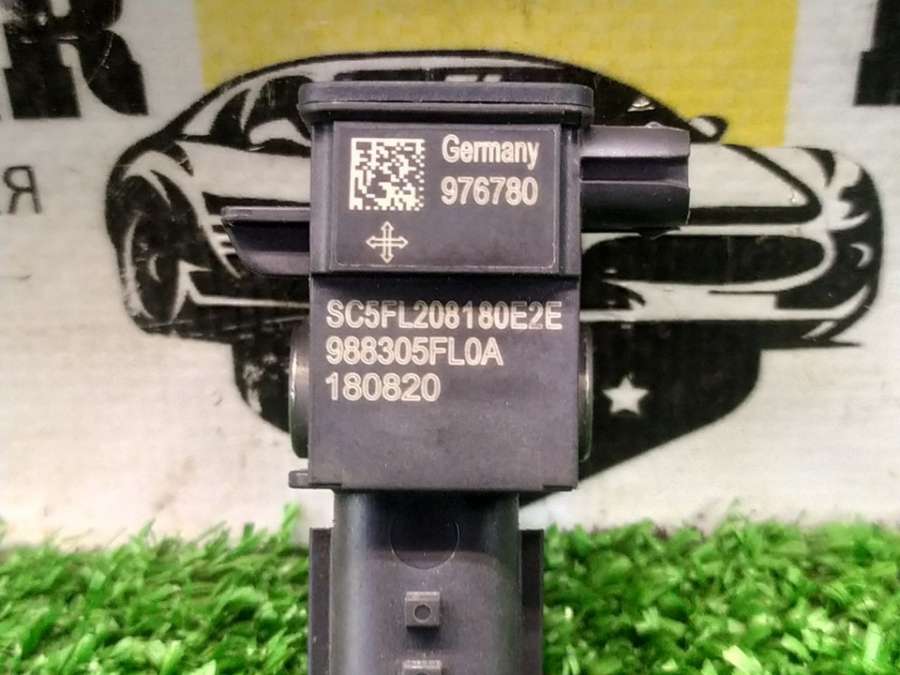 Germany
976780
SC5FL208180E2E
988305FL0A
180820
R
Я